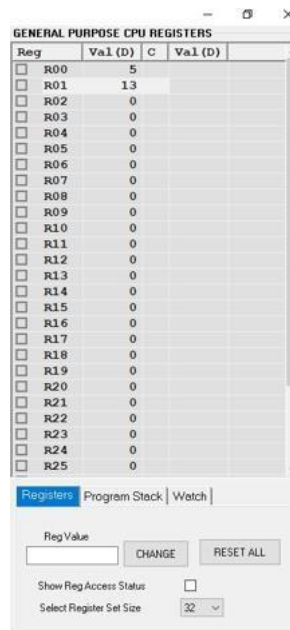 GENERAL PURPOSE CPU REGISTERS
Reg Val (D) C Val (D)
R00 5
R01 13
R02 0
R03 0
R04 0
R05 0
R06 0
R07 0
R08 0
R09 0
R10 0
R11 0
R12 0
R13 0
R14 0
R15 0
R16 0
R17 0
R18 0
R19 0
R20 0
R21 0
R22 0
R23 0
R24 0
R25 0
Registers Program Stack Watch
Reg Value
CHANGE RESET ALL
Show Reg Access Status
Select Register Set Size 32